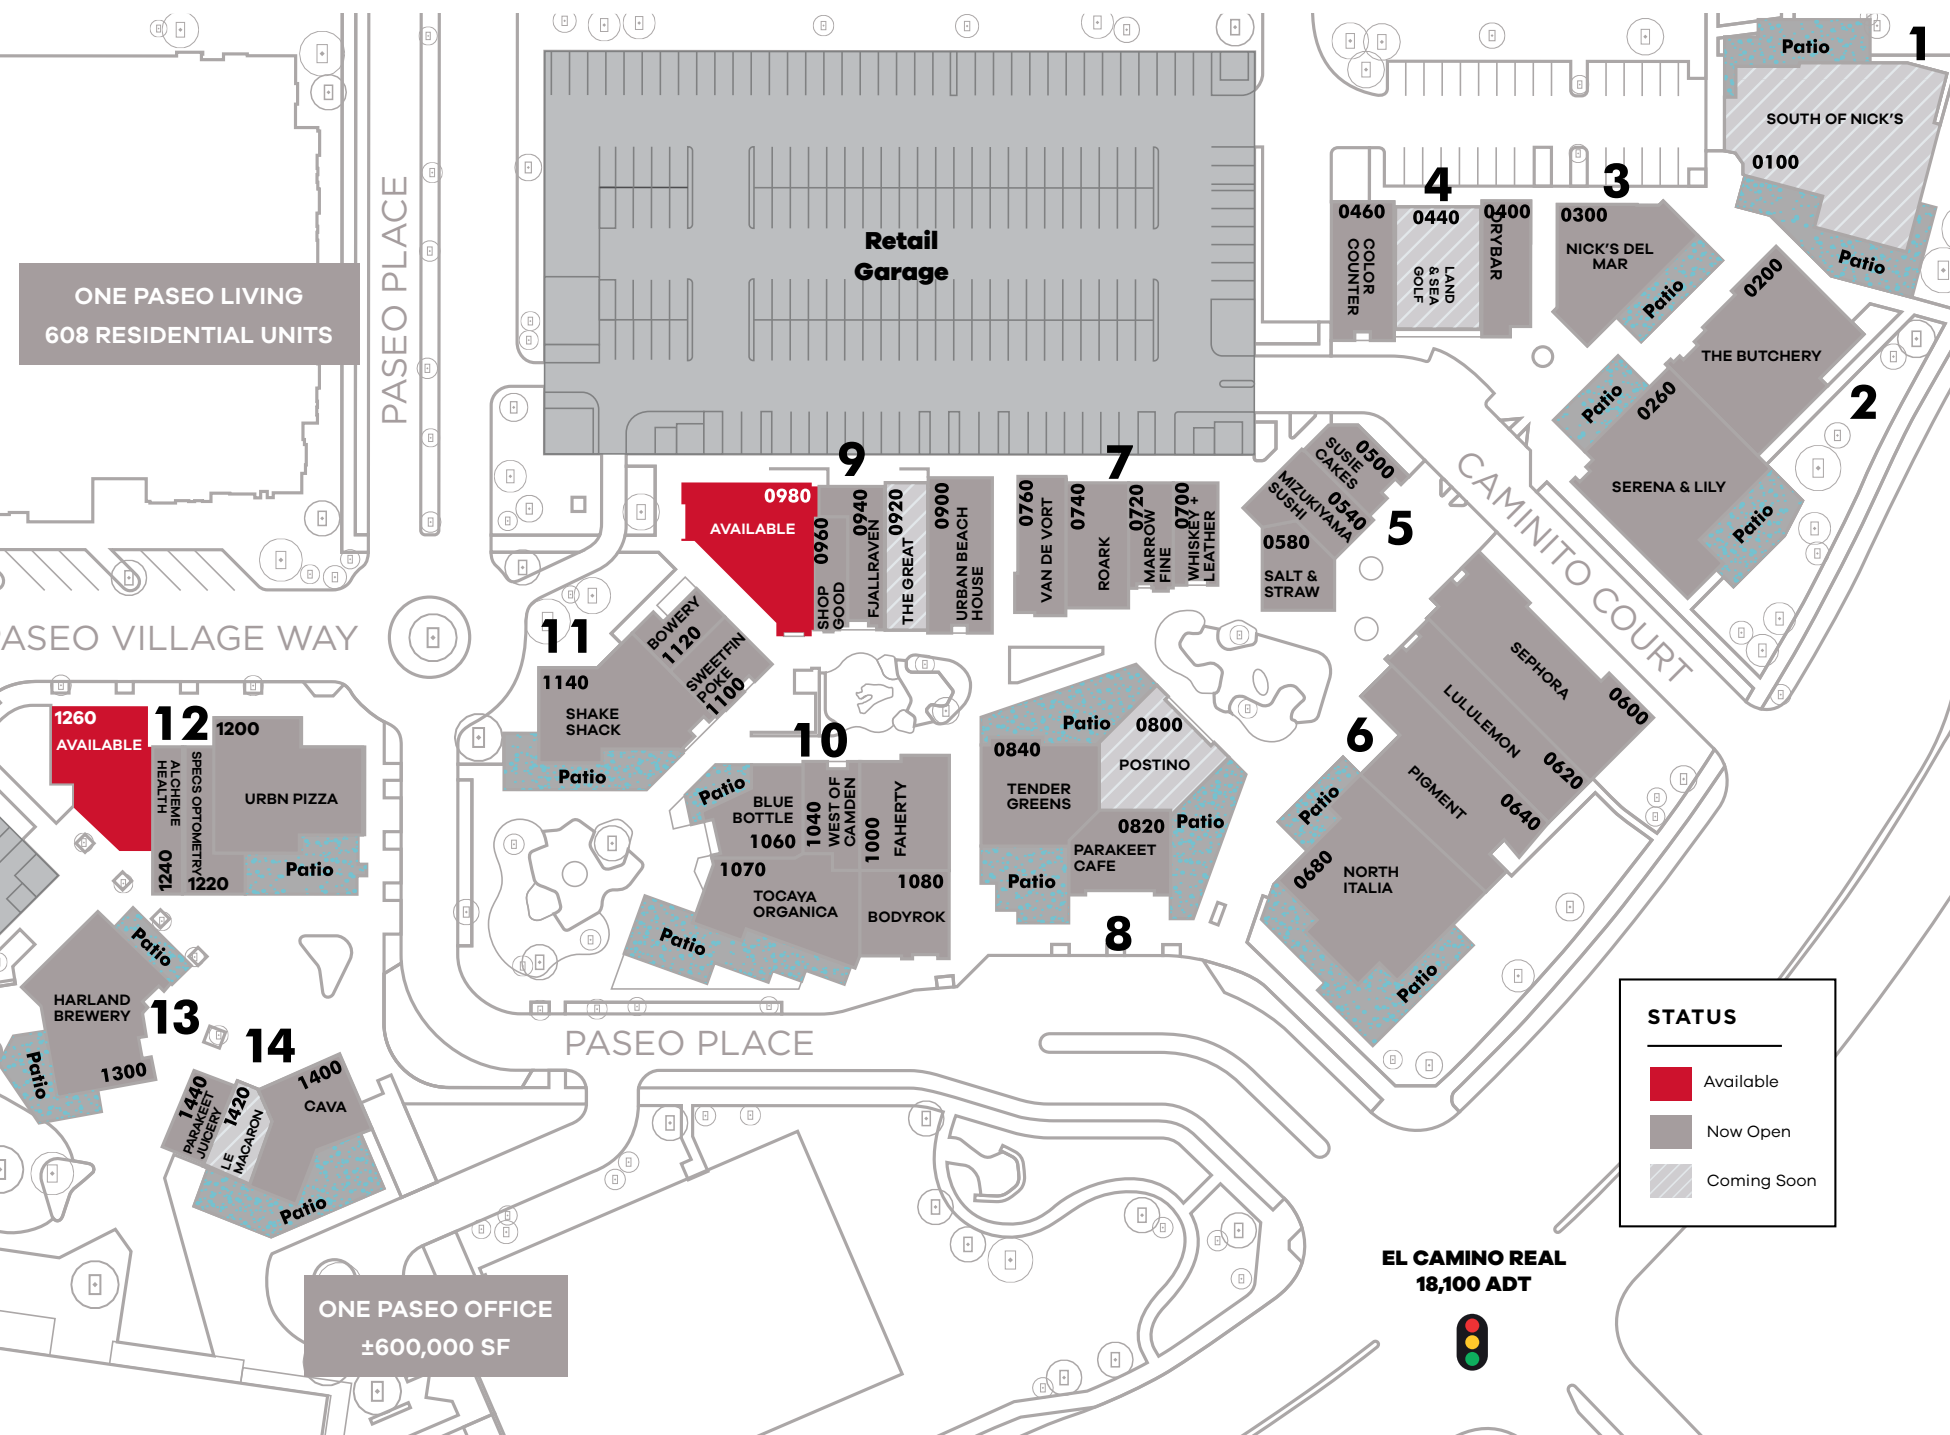 Patio
1
SOUTH OF NICK'S
0100
Patio
3
4
0460
COLOR
COUNTER
0440
LAND
& SEA
GOLF
0400
DRYBAR
0300
NICK'S DEL
MAR
Patio
0200
THE BUTCHERY
Patio
0260
2
SERENA & LILY
Patio
Retail
Garage
PASEO PLACE
ONE PASEO LIVING
608 RESIDENTIAL UNITS
CAMINITO COURT
9
0980
AVAILABLE
0960
SHOP
GOOD
0940
FJALLRAVEN
0920
THE GREAT
0900
URBAN BEACH
HOUSE
7
0760
VAN DE VORT
0740
ROARK
0720
MARROW
FINE
0700
WHISKEY +
LEATHER
0500
SUSIE
CAKES
0540
MIZUKIYAMA
SUSHI
5
0580
SALT &
STRAW
PASEO VILLAGE WAY
11
BOWERY
1120
SWEETFIN
POKE
1100
1140
SHAKE
SHACK
Patio
SEPHORA
0600
LULULEMON
0620
PIGMENT
0640
6
Patio
0680
NORTH
ITALIA
Patio
1260
AVAILABLE
12
1200
URBN PIZZA
Patio
ALCHEME
HEALTH
1240
SPECS OPTOMETRY
1220
10
Patio
BLUE
BOTTLE
1060
1040
WEST OF
CAMDEN
1000
FAHERTY
1070
TOCAYA
ORGANICA
1080
BODYROK
Patio
Patio
0800
POSTINO
0840
TENDER
GREENS
0820
PARAKEET
CAFE
Patio
Patio
8
Patio
HARLAND
BREWERY
13
Patio
1300
14
1440
PARAKEET
JUICERY
1420
LE
MACARON
1400
CAVA
Patio
PASEO PLACE
STATUS
Available
Now Open
Coming Soon
EL CAMINO REAL
18,100 ADT
ONE PASEO OFFICE
±600,000 SF